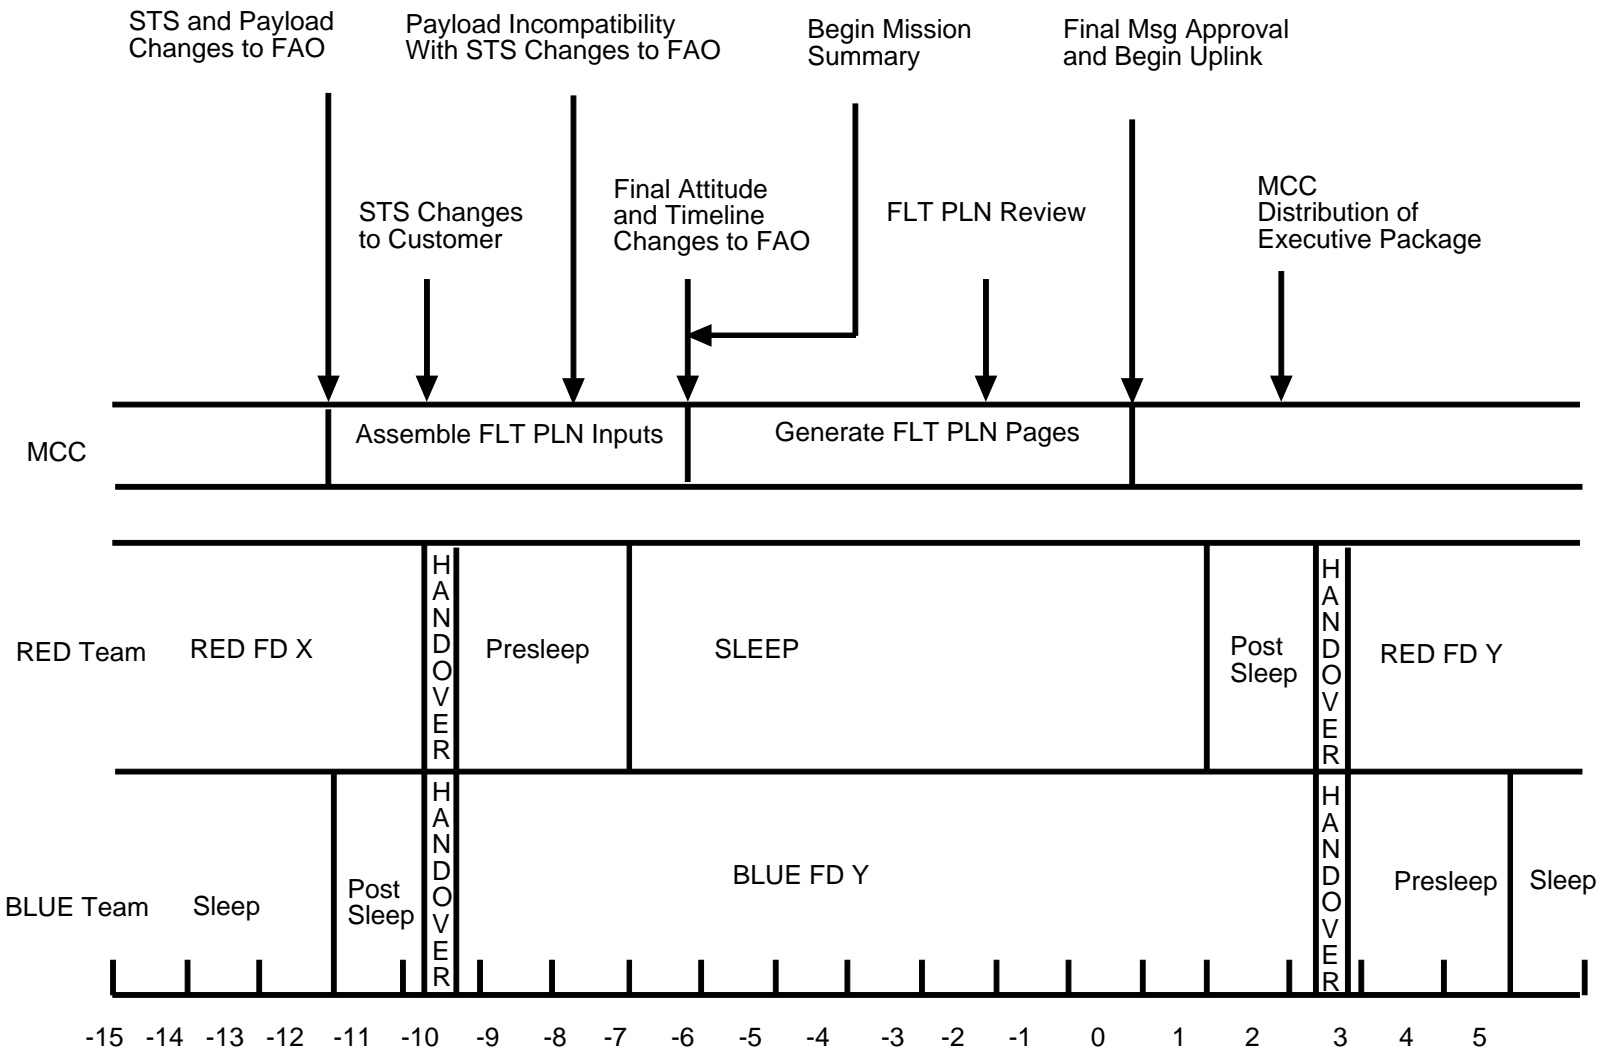 STS and Payload
Changes to FAO
Payload Incompatibility
With STS Changes to FAO
Begin Mission
Summary
Final Msg Approval
and Begin Uplink
STS Changes
to Customer
Final Attitude
and Timeline
Changes to FAO
FLT PLN Review
MCC
Distribution of
Executive Package
MCC
Assemble FLT PLN Inputs
Generate FLT PLN Pages
RED Team
RED FD X
HANDOVER
Presleep
SLEEP
Post
Sleep
HANDOVER
RED FD Y
BLUE Team
Sleep
Post
Sleep
HANDOVER
BLUE FD Y
HANDOVER
Presleep
Sleep
-15 -14 -13 -12 -11 -10 -9 -8 -7 -6 -5 -4 -3 -2 -1 0 1 2 3 4 5